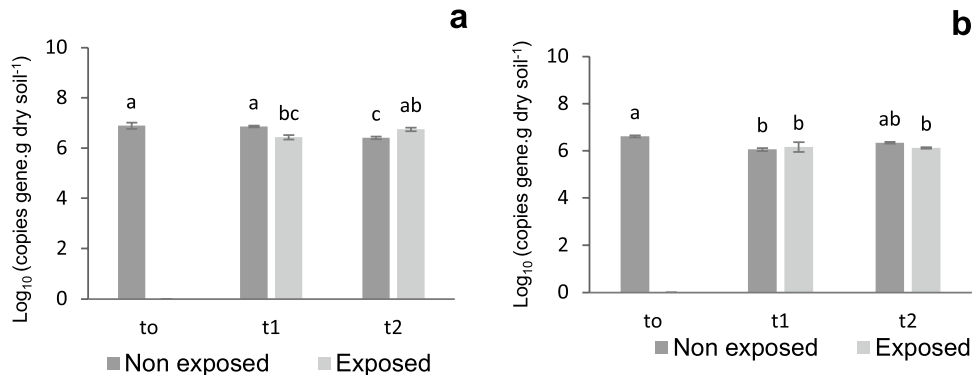 a
Log₁₀ (copies gene.g dry soil⁻¹)
10
8
6
4
2
0
a
a
bc
c
ab
to
t1
t2
Non exposed
Exposed
b
Log₁₀ (copies gene.g dry soil⁻¹)
10
8
6
4
2
0
a
b
b
ab
b
to
t1
t2
Non exposed
Exposed